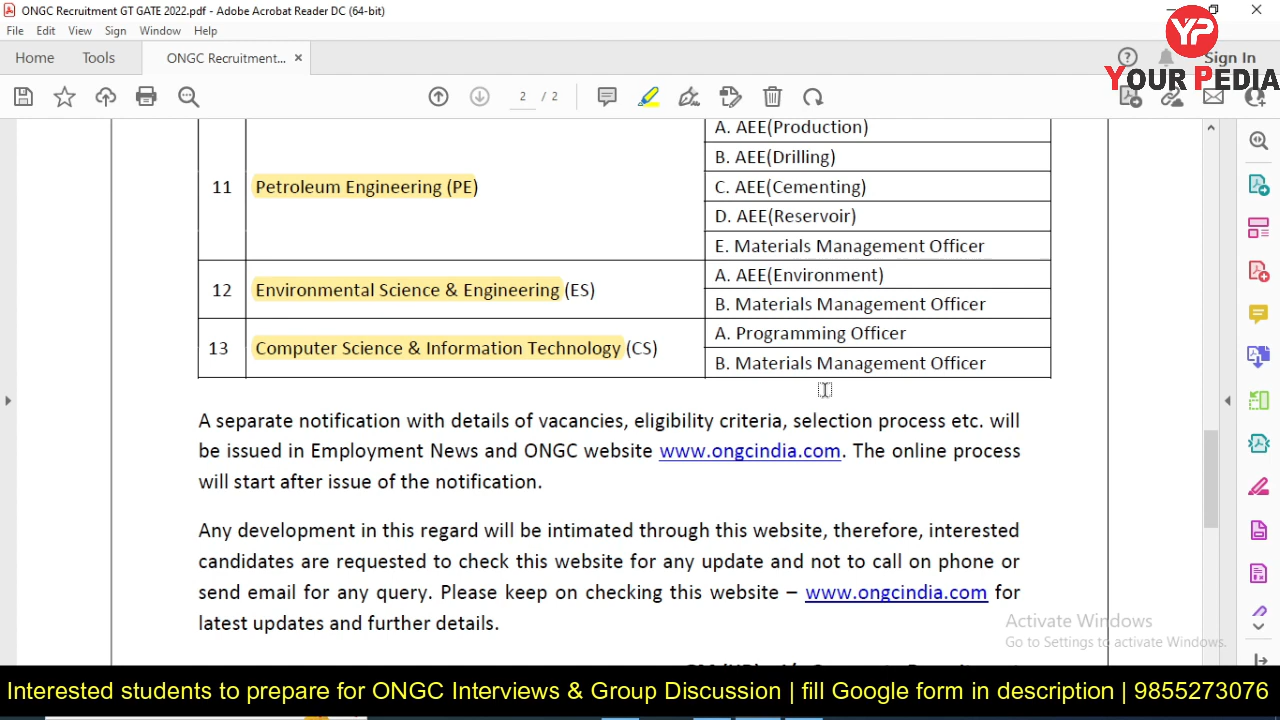 ONGC Recruitment GT GATE 2022.pdf - Adobe Acrobat Reader DC (64-bit)
File Edit View Sign Window Help
Home Tools ONGC Recruitment... × Sign In
YP
YOUR PEDIA
2 / 2
A. AEE(Production)
B. AEE(Drilling)
11 Petroleum Engineering (PE) C. AEE(Cementing)
D. AEE(Reservoir)
E. Materials Management Officer
12 Environmental Science & Engineering (ES) A. AEE(Environment)
B. Materials Management Officer
13 Computer Science & Information Technology (CS) A. Programming Officer
B. Materials Management Officer
A separate notification with details of vacancies, eligibility criteria, selection process etc. will
be issued in Employment News and ONGC website www.ongcindia.com. The online process
will start after issue of the notification.
Any development in this regard will be intimated through this website, therefore, interested
candidates are requested to check this website for any update and not to call on phone or
send email for any query. Please keep on checking this website – www.ongcindia.com for
latest updates and further details.
Activate Windows
Go to Settings to activate Windows.
Interested students to prepare for ONGC Interviews & Group Discussion | fill Google form in description | 9855273076